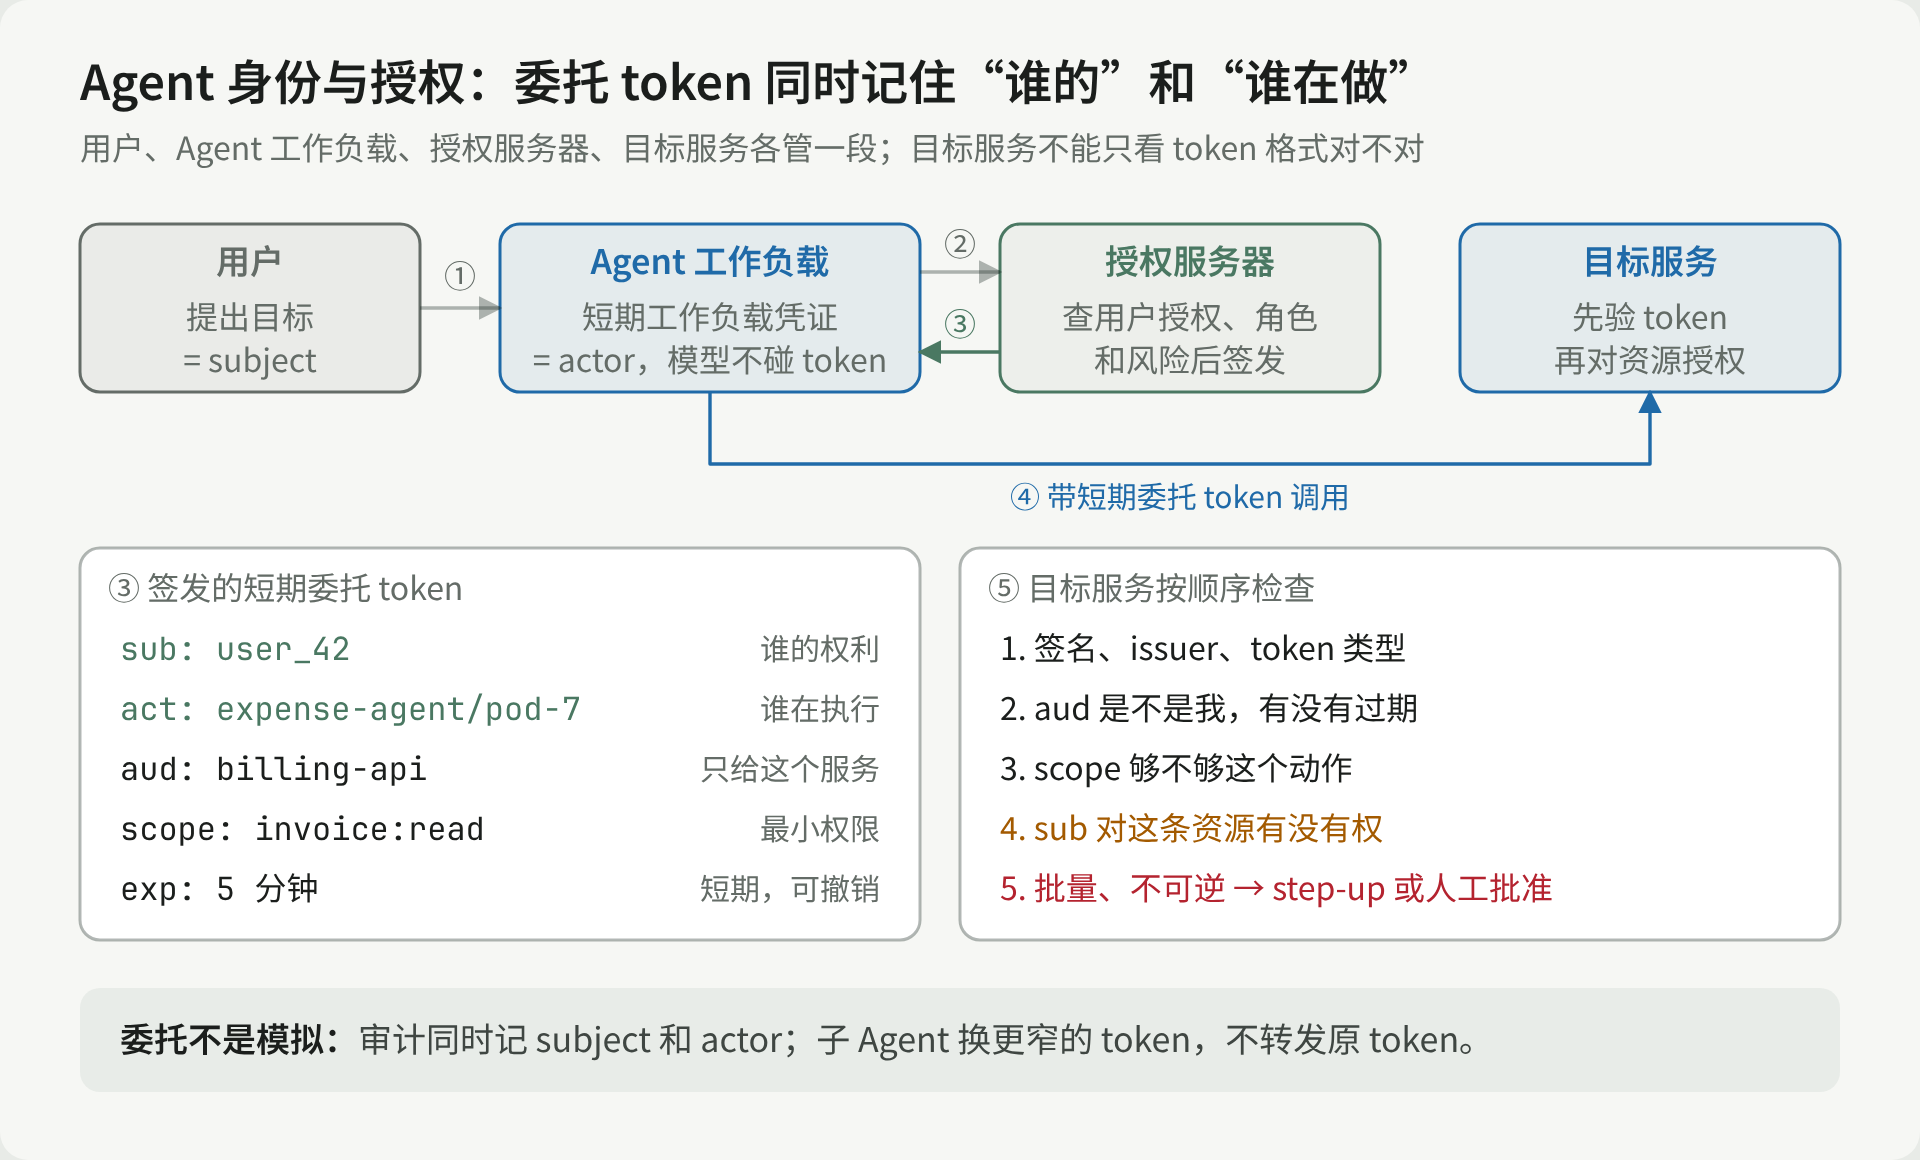 Agent 身份与授权：委托 token 同时记住“谁的”和“谁在做”
用户、Agent 工作负载、授权服务器、目标服务各管一段；目标服务不能只看 token 格式对不对
用户
提出目标
= subject
①
Agent 工作负载
短期工作负载凭证
= actor，模型不碰 token
②
③
授权服务器
查用户授权、角色
和风险后签发
目标服务
先验 token
再对资源授权
④ 带短期委托 token 调用
③ 签发的短期委托 token
sub: user_42 谁的权利
act: expense-agent/pod-7 谁在执行
aud: billing-api 只给这个服务
scope: invoice:read 最小权限
exp: 5 分钟 短期，可撤销
⑤ 目标服务按顺序检查
1. 签名、issuer、token 类型
2. aud 是不是我，有没有过期
3. scope 够不够这个动作
4. sub 对这条资源有没有权
5. 批量、不可逆 → step-up 或人工批准
委托不是模拟：审计同时记 subject 和 actor；子 Agent 换更窄的 token，不转发原 token。